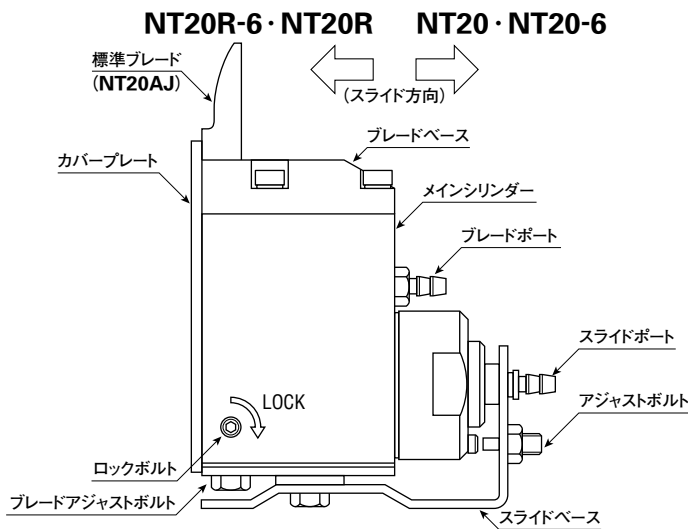 NT20R-6・NT20R
NT20・NT20-6
標準ブレード
(NT20AJ)
(スライド方向)
ブレードベース
カバープレート
メインシリンダー
ブレードポート
スライドポート
アジャストボルト
LOCK
ロックボルト
ブレードアジャストボルト
スライドベース